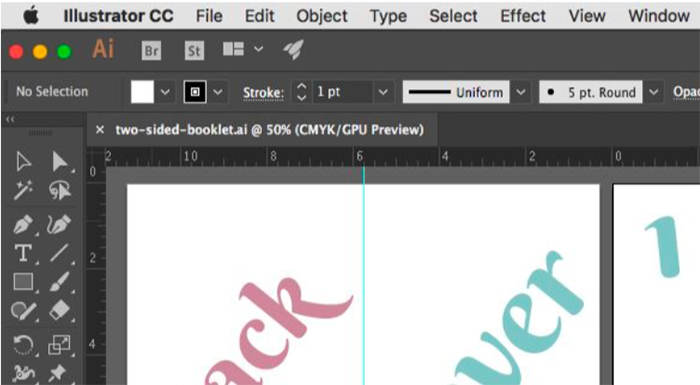 Illustrator CC File Edit Object Type Select Effect View Window
Ai Br St
No Selection Stroke: 1 pt Uniform 5 pt. Round Opac
× two-sided-booklet.ai @ 50% (CMYK/GPU Preview)
2 10 8 6 4 2 0
0
2
4
T
1
ack
over